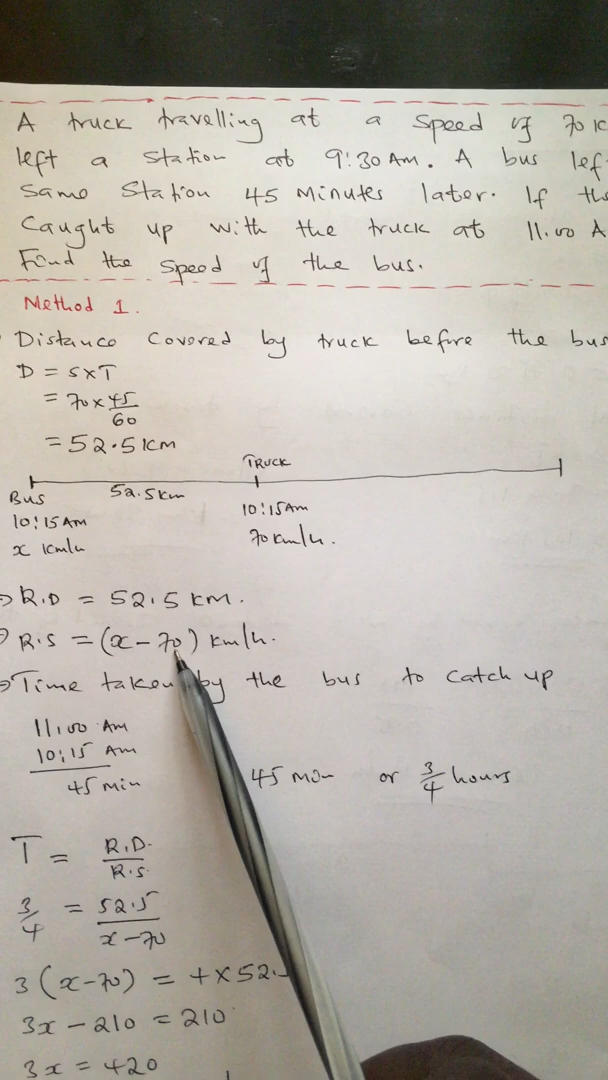 A truck travelling at a speed of 70 k
left a station at 9:30 Am. A bus lef
same station 45 minutes later. If th
caught up with the truck at 11.00 A
Find the speed of the bus.
Method 1.
Distance covered by truck before the bus
D = S×T
= 70 × 45/60
= 52.5 km
TRUCK
52.5km
Bus
10:15 Am
10:15 Am
70 km/h.
x km/h
⇒ R.D = 52.5 km.
⇒ R.S = (x - 70) km/h.
⇒ Time taken by the bus to catch up
11.00 Am
10:15 Am
45 min
45 min or 3/4 hours
T = R.D./R.S.
3/4 = 52.5/x-70
3(x-70) = 4×52.
3x - 210 = 210
3x = 420